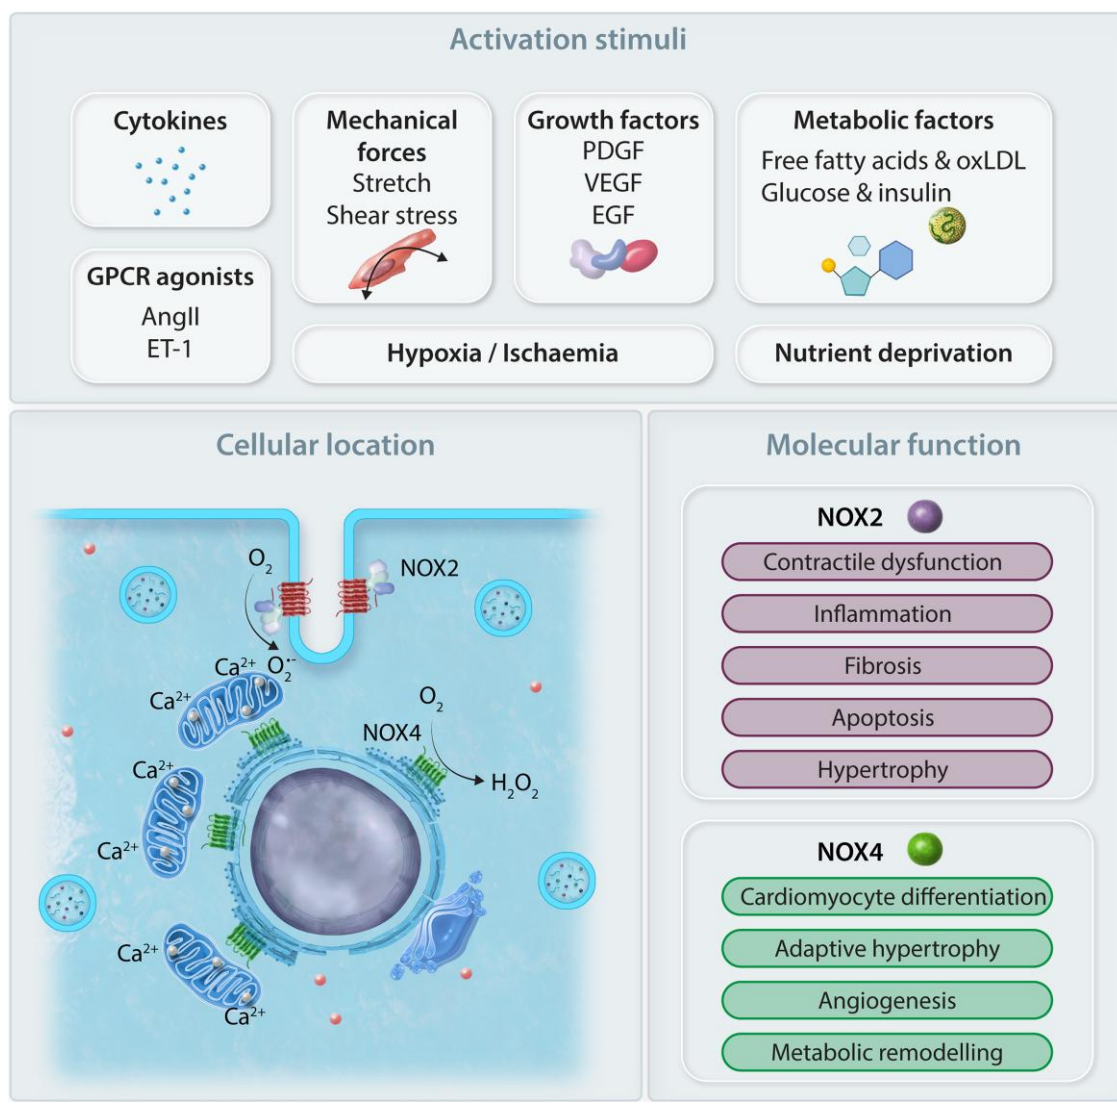 Activation stimuli
Cytokines
GPCR agonists
AngII
ET-1
Mechanical
forces
Stretch
Shear stress
Growth factors
PDGF
VEGF
EGF
Metabolic factors
Free fatty acids & oxLDL
Glucose & insulin
Hypoxia / Ischaemia
Nutrient deprivation
Cellular location
O₂
NOX2
Ca²⁺ O₂•-
Ca²⁺
O₂
NOX4
H₂O₂
Ca²⁺
Ca²⁺
Ca²⁺
Ca²⁺
Molecular function
NOX2
Contractile dysfunction
Inflammation
Fibrosis
Apoptosis
Hypertrophy
NOX4
Cardiomyocyte differentiation
Adaptive hypertrophy
Angiogenesis
Metabolic remodelling